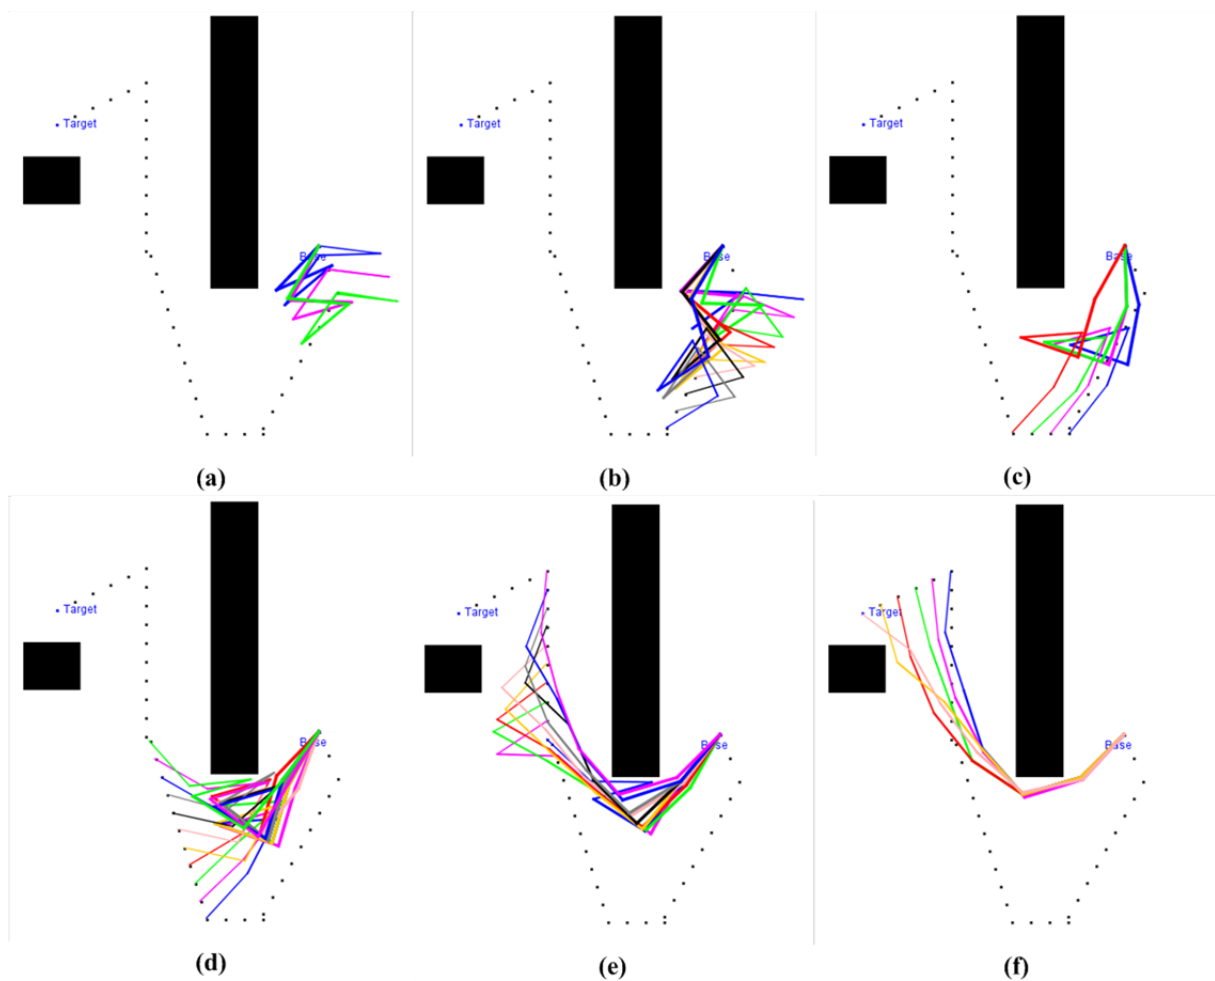 Target
Base
(a)
Target
Base
(b)
Target
Base
(c)
Target
Base
(d)
Target
Base
(e)
Target
Base
(f)